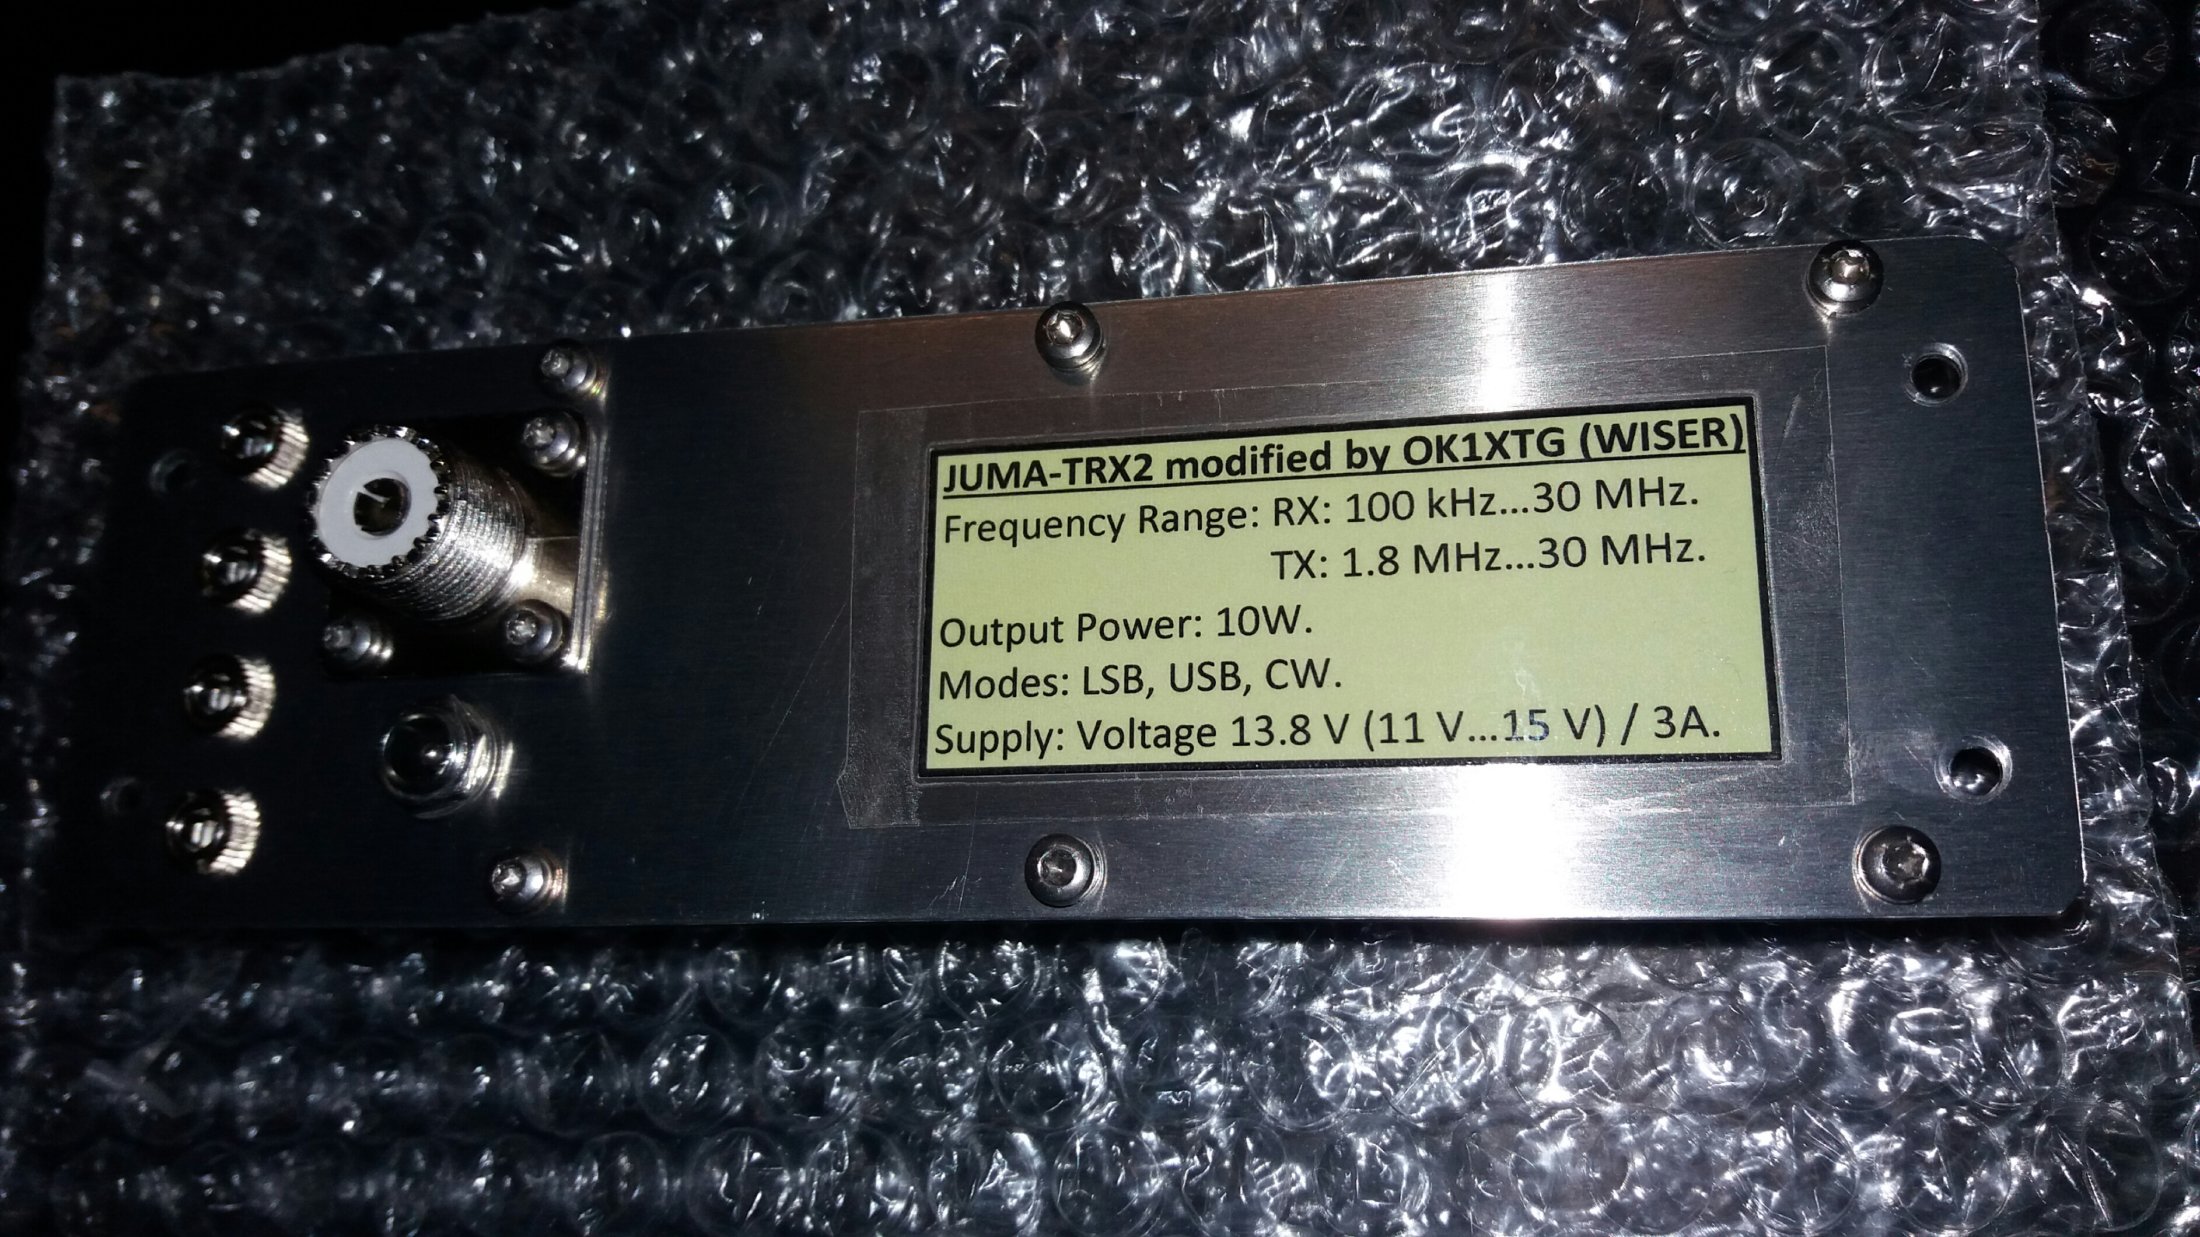 JUMA-TRX2 modified by OK1XTG (WISER)
Frequency Range: RX: 100 kHz...30 MHz.
TX: 1.8 MHz...30 MHz.
Output Power: 10W.
Modes: LSB, USB, CW.
Supply: Voltage 13.8 V (11 V...15 V) / 3A.